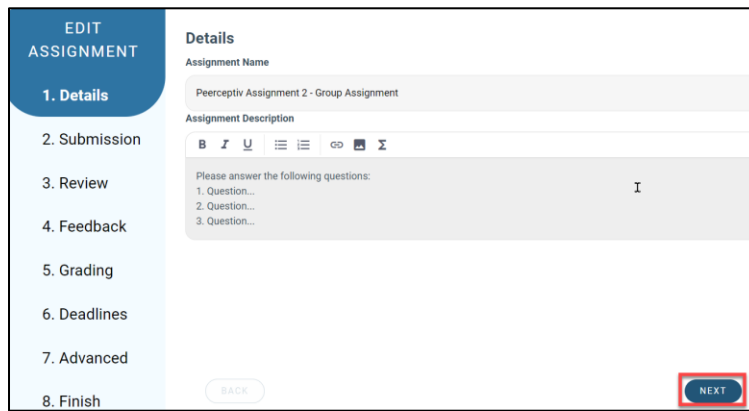 EDIT
ASSIGNMENT
1. Details
2. Submission
3. Review
4. Feedback
5. Grading
6. Deadlines
7. Advanced
8. Finish
Details
Assignment Name
Peerceptiv Assignment 2 - Group Assignment
Assignment Description
B I U Σ
Please answer the following questions:
1. Question...
2. Question...
3. Question...
BACK
NEXT